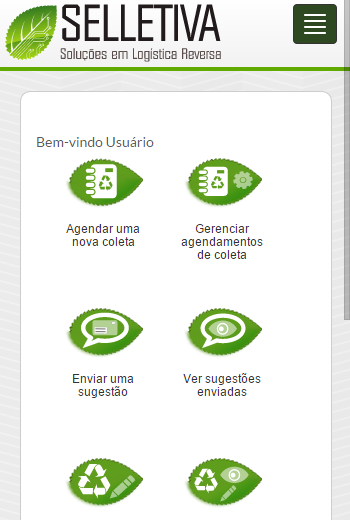 SELLETIVA
Soluções em Logística Reversa
Bem-vindo Usuário
Agendar uma
nova coleta
Gerenciar
agendamentos
de coleta
Enviar uma
sugestão
Ver sugestões
enviadas